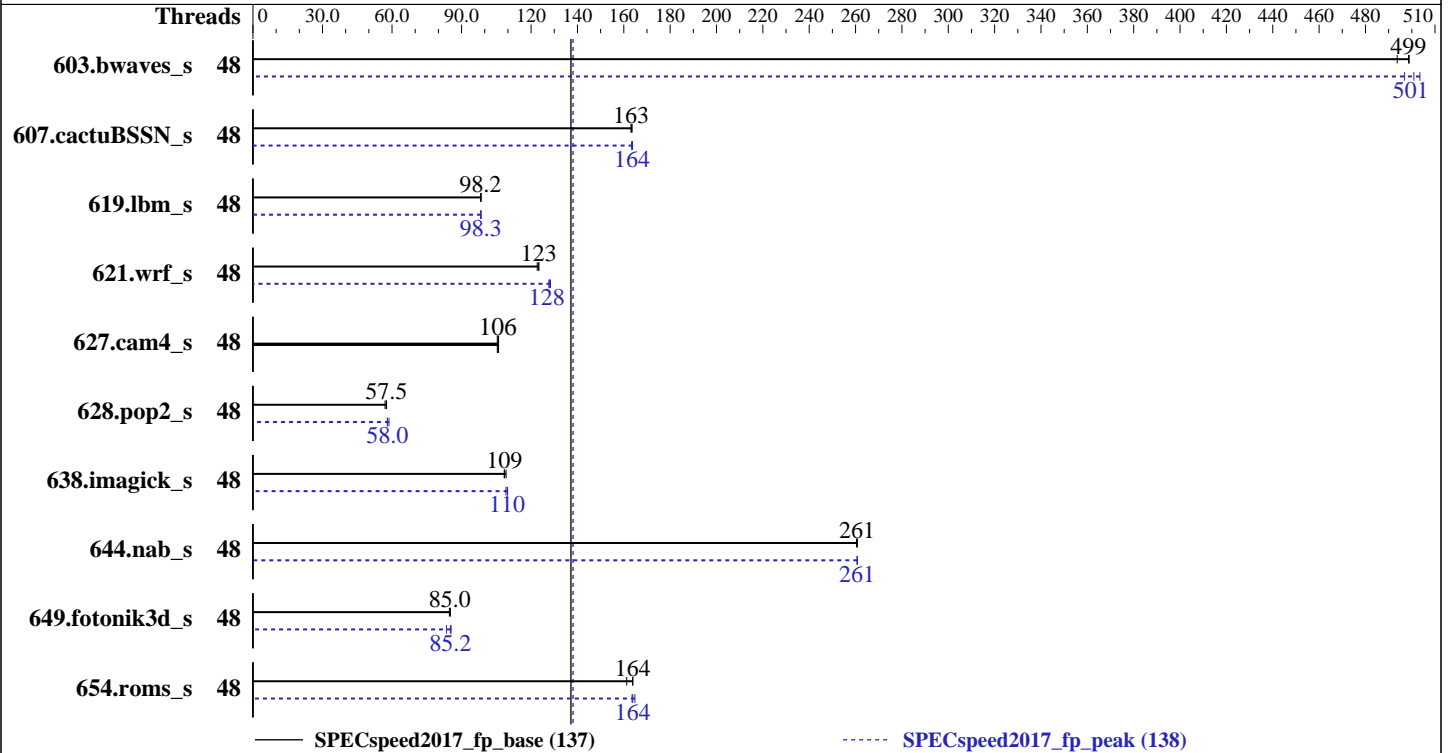 Threads 0 30.0 60.0 90.0 140 160 180 200 220 240 260 280 300 320 340 360 380 400 420 440 460 480 510
499
603.bwaves_s 48
501
163
607.cactuBSSN_s 48
164
98.2
619.lbm_s 48
98.3
123
621.wrf_s 48
128
106
627.cam4_s 48
57.5
628.pop2_s 48
58.0
109
638.imagick_s 48
110
261
644.nab_s 48
261
85.0
649.fotonik3d_s 48
85.2
164
654.roms_s 48
164
SPECspeed2017_fp_base (137) SPECspeed2017_fp_peak (138)